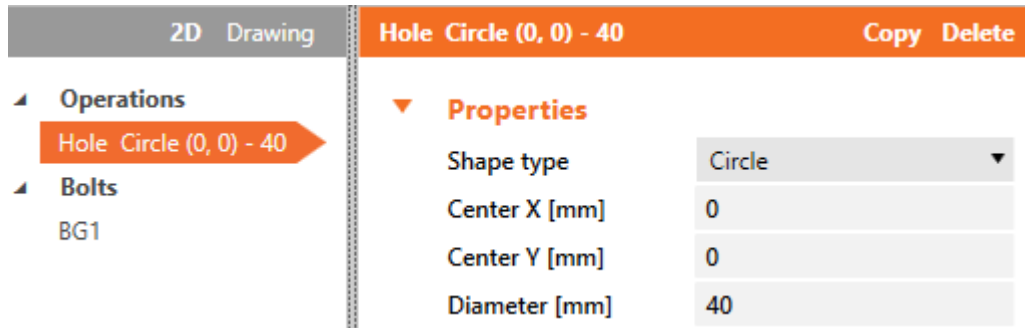 2D Drawing
Operations
Hole Circle (0, 0) - 40
Bolts
BG1
Hole Circle (0, 0) - 40 Copy Delete
Properties
Shape type Circle
Center X [mm] 0
Center Y [mm] 0
Diameter [mm] 40